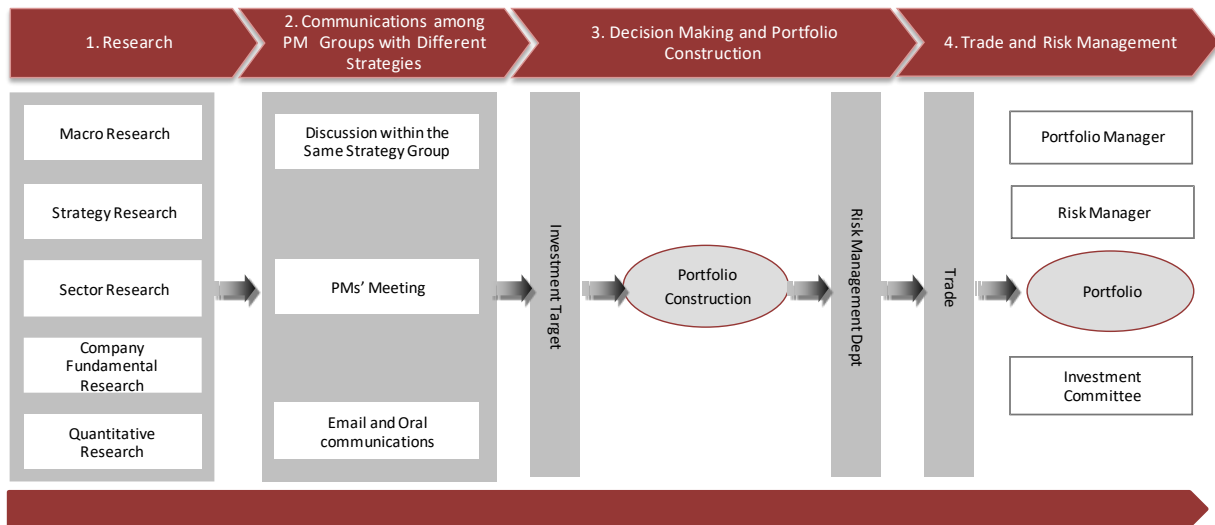 1. Research
2. Communications among
PM Groups with Different
Strategies
3. Decision Making and Portfolio
Construction
4. Trade and Risk Management
Macro Research
Strategy Research
Sector Research
Company
Fundamental
Research
Quantitative
Research
Discussion within the
Same Strategy Group
PMs' Meeting
Email and Oral
communications
Investment Target
Portfolio
Construction
Risk Management Dept
Trade
Portfolio Manager
Risk Manager
Portfolio
Investment
Committee